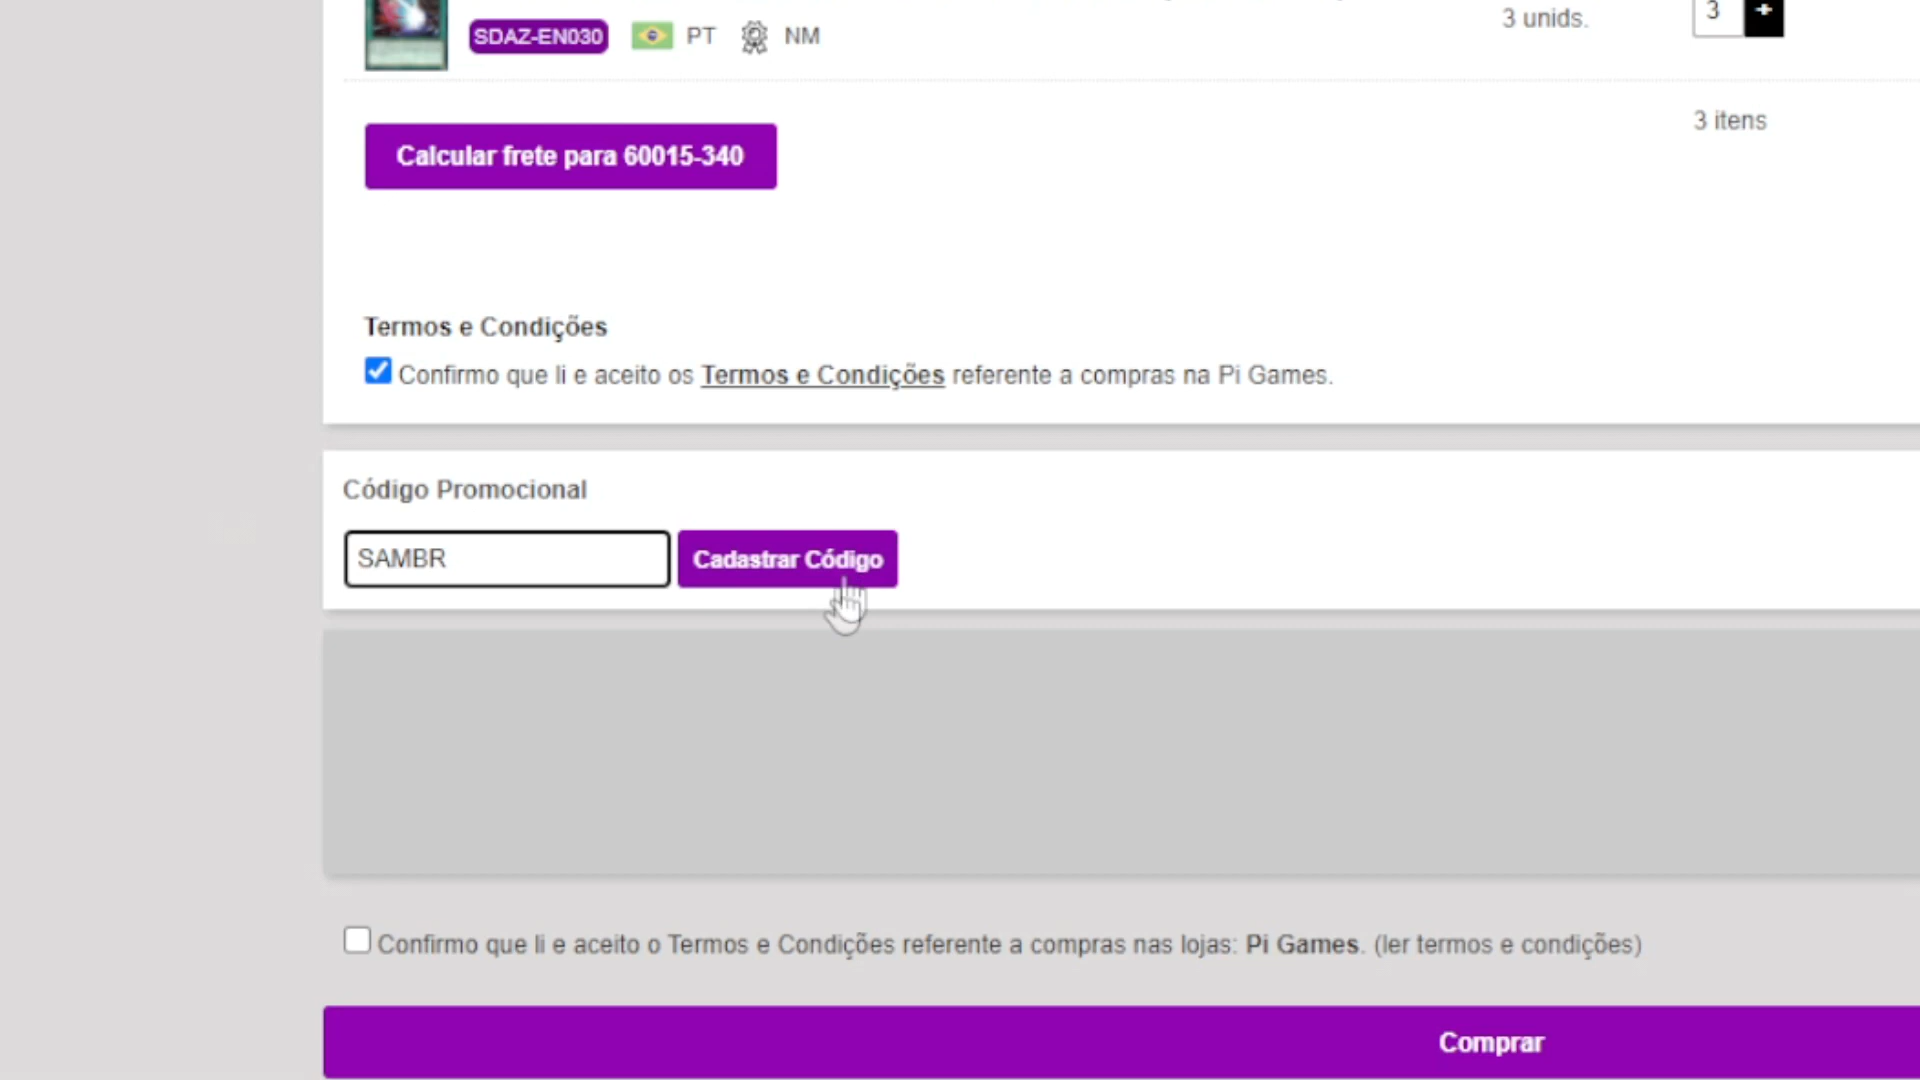 3 unids.
3
+
SDAZ-EN030 PT NM
3 itens
Calcular frete para 60015-340
Termos e Condições
Confirmo que li e aceito os Termos e Condições referente a compras na Pi Games.
Código Promocional
SAMBR
Cadastrar Código
Confirmo que li e aceito o Termos e Condições referente a compras nas lojas: Pi Games. (ler termos e condições)
Comprar